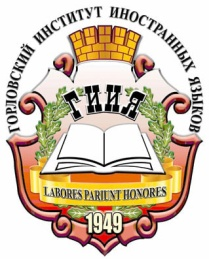 ГОРЛОВСКИЙ ИНСТИТУТ ИНОСТРАННЫХ ЯЗЫКОВ
ГИИЯ
LABORES PARIUNT HONORES
1949